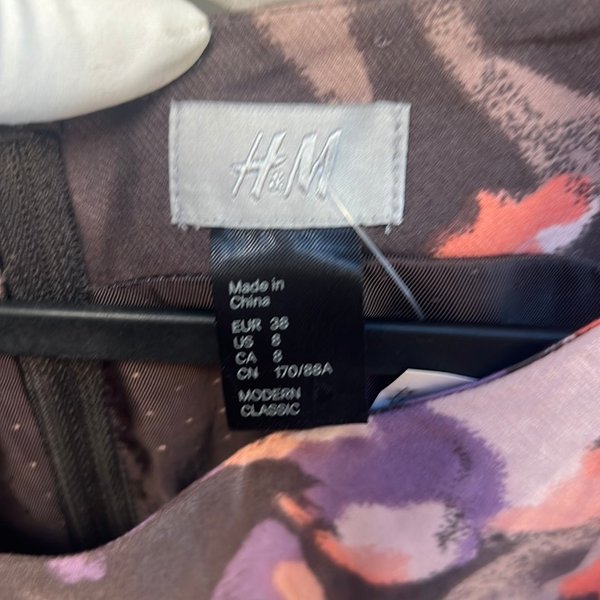 H&M
Made in
China
EUR 38
US 8
CA 8
CN 170/88A
MODERN
CLASSIC